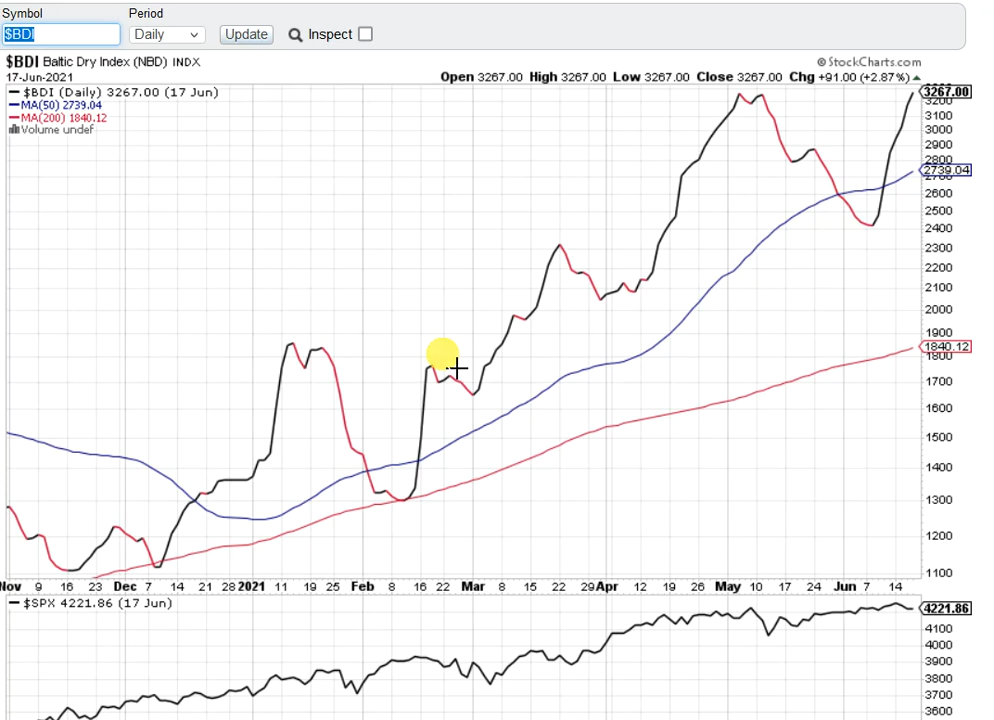 Symbol Period
$BDI Daily Update Inspect
$BDI Baltic Dry Index (NBD) INDX
© StockCharts.com
17-Jun-2021
Open 3267.00 High 3267.00 Low 3267.00 Close 3267.00 Chg +91.00 (+2.87%)
$BDI (Daily) 3267.00 (17 Jun)
MA(50) 2739.04
MA(200) 1840.12
Volume undef
3267.00
3200
3100
3000
2900
2800
2739.04
2600
2500
2400
2300
2200
2100
2000
1900
1840.12
1800
1700
1600
1500
1400
1300
1200
1100
Nov 9 16 23 Dec 7 14 21 28 2021 11 19 25 Feb 8 16 22 Mar 8 15 22 29 Apr 12 19 26 May 10 17 24 Jun 7 14
$SPX 4221.86 (17 Jun)
4221.86
4100
4000
3900
3800
3700
3600